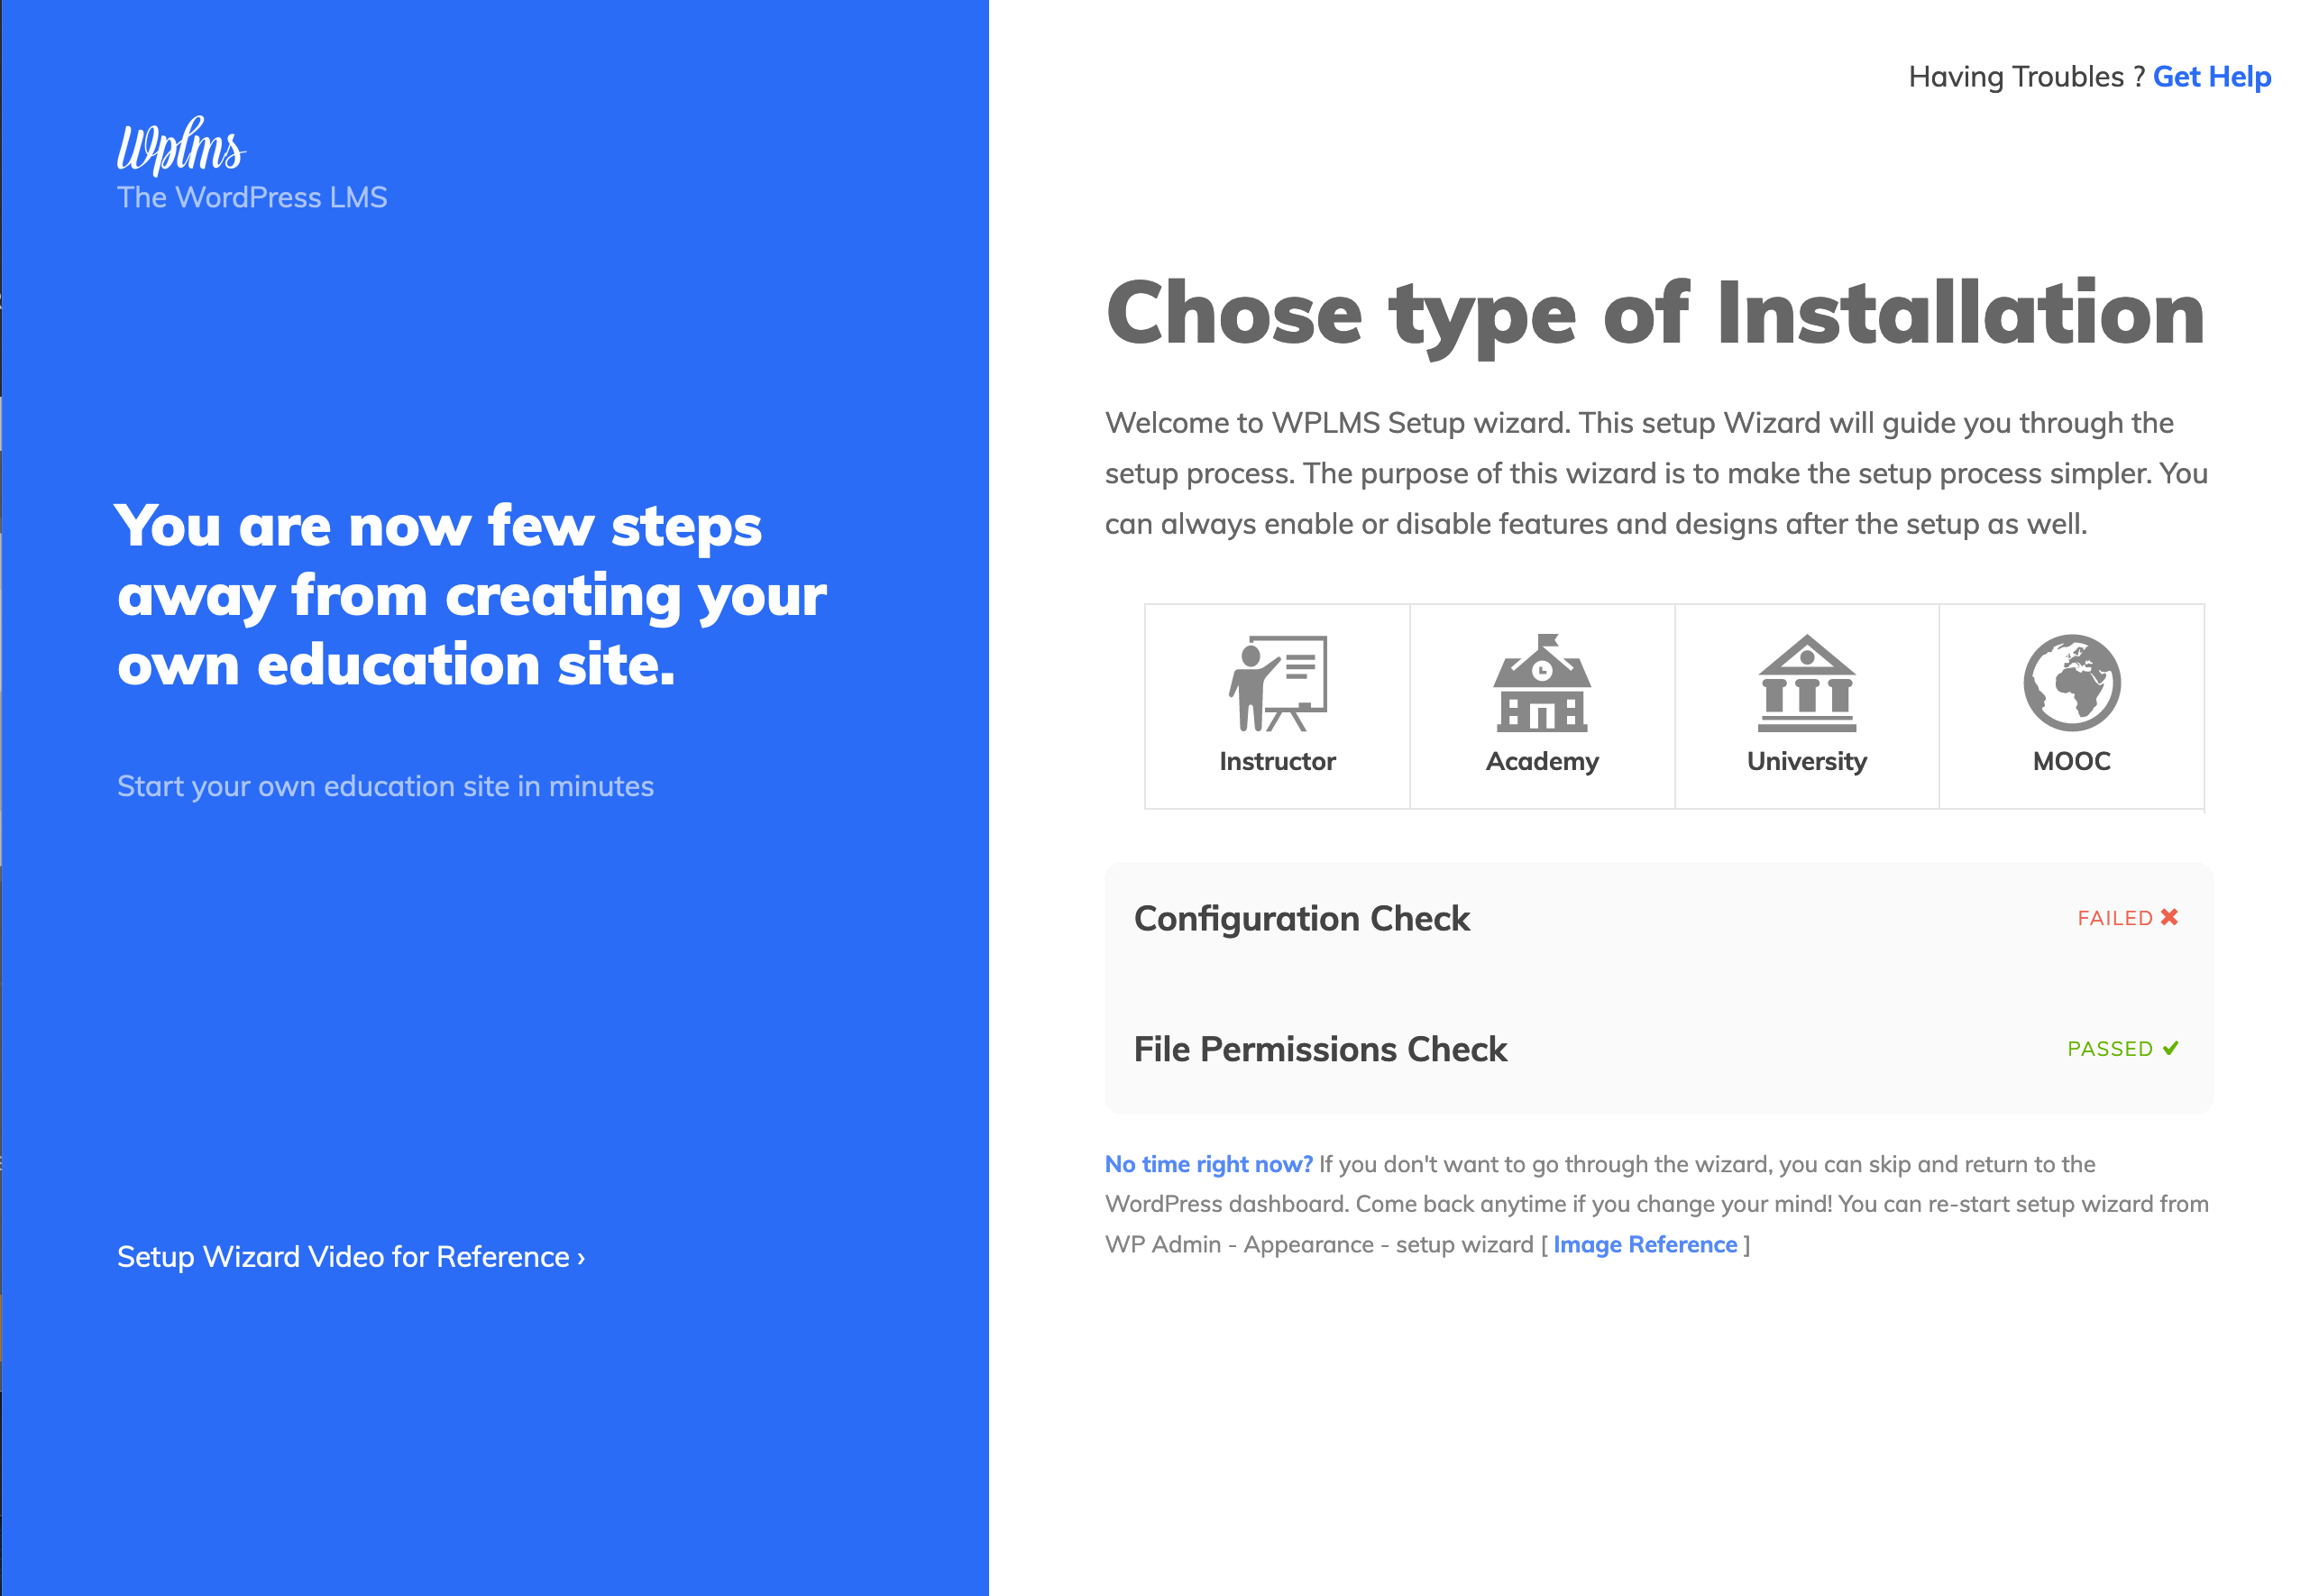 Having Troubles ? Get Help
Wplms
The WordPress LMS
You are now few steps
away from creating your
own education site.
Start your own education site in minutes
Setup Wizard Video for Reference ›
Chose type of Installation
Welcome to WPLMS Setup wizard. This setup Wizard will guide you through the
setup process. The purpose of this wizard is to make the setup process simpler. You
can always enable or disable features and designs after the setup as well.
Instructor
Academy
University
MOOC
Configuration Check
FAILED ✖
File Permissions Check
PASSED ✔
No time right now? If you don't want to go through the wizard, you can skip and return to the
WordPress dashboard. Come back anytime if you change your mind! You can re-start setup wizard from
WP Admin - Appearance - setup wizard [ Image Reference ]